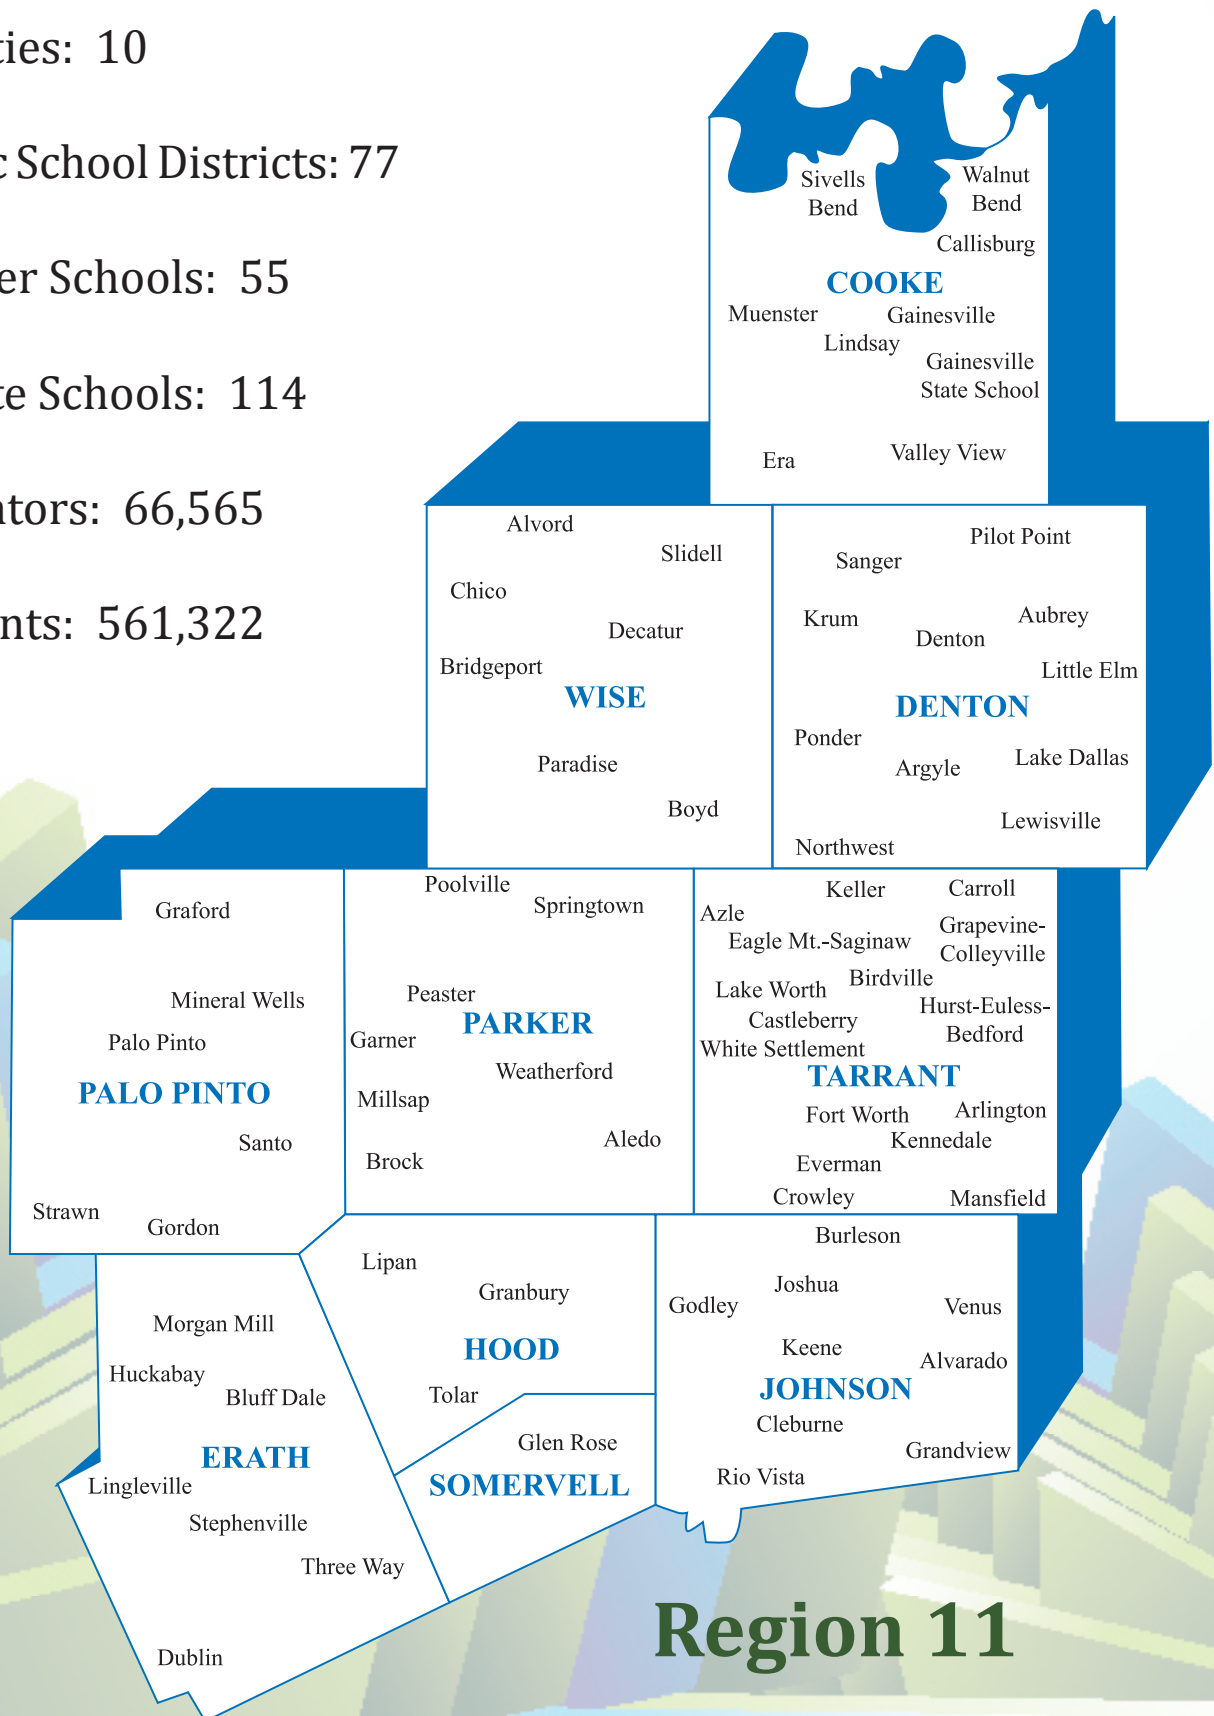 ties: 10
c School Districts: 77
er Schools: 55
te Schools: 114
ators: 66,565
nts: 561,322
Sivells
Bend
Walnut
Bend
Callisburg
COOKE
Muenster
Gainesville
Lindsay
Gainesville
State School
Era
Valley View
Alvord
Slidell
Chico
Decatur
Bridgeport
WISE
Paradise
Boyd
Pilot Point
Sanger
Krum
Aubrey
Denton
Little Elm
DENTON
Ponder
Argyle
Lake Dallas
Lewisville
Northwest
Graford
Mineral Wells
Palo Pinto
PALO PINTO
Santo
Strawn
Gordon
Poolville
Springtown
Peaster
PARKER
Garner
Weatherford
Millsap
Aledo
Brock
Keller
Carroll
Azle
Grapevine-
Colleyville
Eagle Mt.-Saginaw
Birdville
Lake Worth
Hurst-Euless-
Bedford
Castleberry
White Settlement
TARRANT
Fort Worth
Arlington
Kennedale
Everman
Crowley
Mansfield
Lipan
Granbury
HOOD
Tolar
Burleson
Joshua
Godley
Venus
Keene
Alvarado
JOHNSON
Cleburne
Grandview
Rio Vista
Morgan Mill
Huckabay
Bluff Dale
ERATH
Lingleville
Stephenville
Three Way
Dublin
Glen Rose
SOMERVELL
Region 11